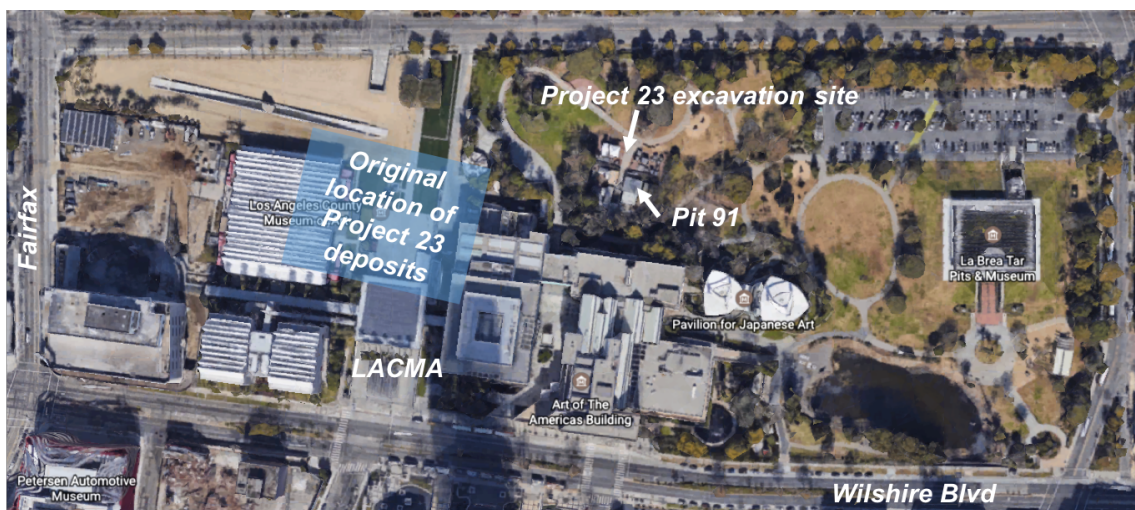 Project 23 excavation site
Original
location of
Los Angeles County
Museum of
Project 23
deposits
Pit 91
Fairfax
La Brea Tar
Pits & Museum
Pavilion for Japanese Art
LACMA
Art of The
Americas Building
Petersen Automotive
Museum
Wilshire Blvd